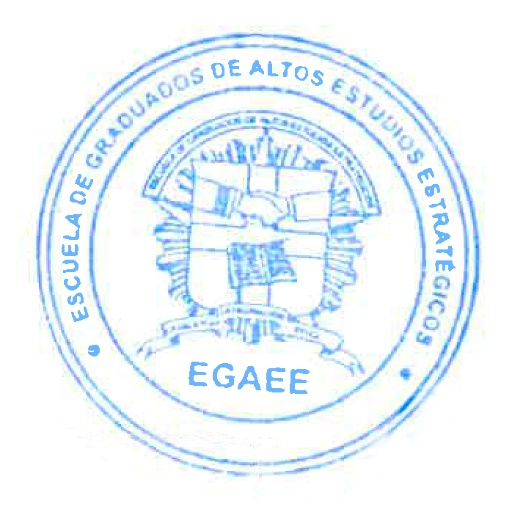 ESCUELA DE GRADUADOS DE ALTOS ESTUDIOS ESTRATÉGICOS
EGAEE